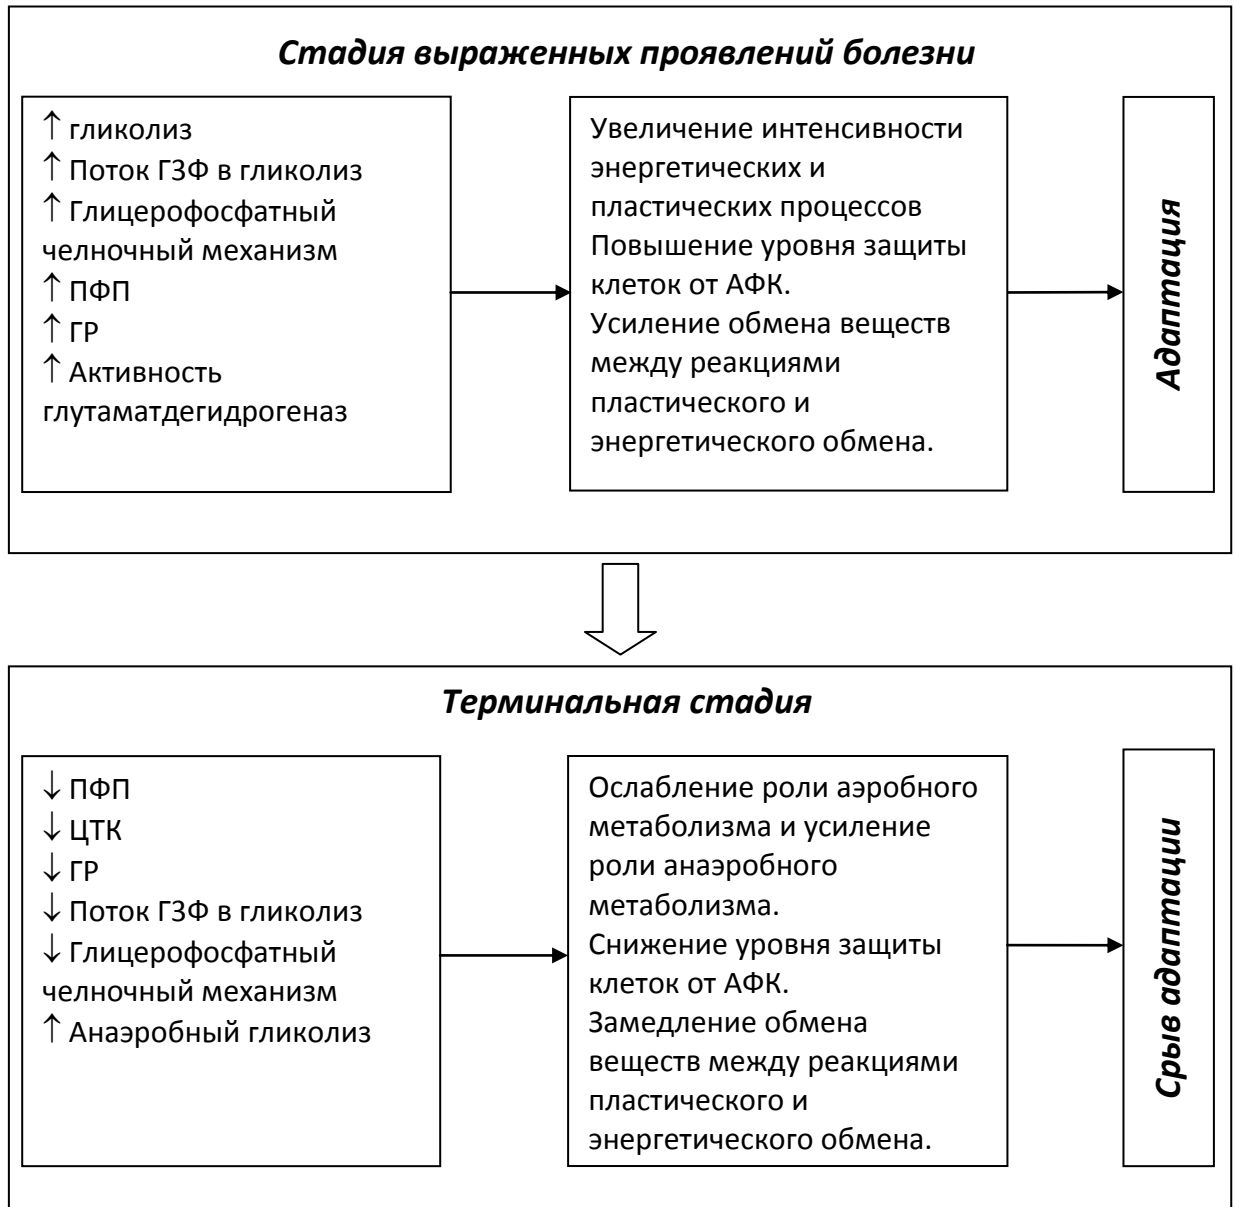 Стадия выраженных проявлений болезни
↑ гликолиз
↑ Поток Г3Ф в гликолиз
↑ Глицерофосфатный
челночный механизм
↑ ПФП
↑ ГР
↑ Активность
глутаматдегидрогеназ
Увеличение интенсивности
энергетических и
пластических процессов
Повышение уровня защиты
клеток от АФК.
Усиление обмена веществ
между реакциями
пластического и
энергетического обмена.
Адаптация
Терминальная стадия
↓ ПФП
↓ ЦТК
↓ ГР
↓ Поток Г3Ф в гликолиз
↓ Глицерофосфатный
челночный механизм
↑ Анаэробный гликолиз
Ослабление роли аэробного
метаболизма и усиление
роли анаэробного
метаболизма.
Снижение уровня защиты
клеток от АФК.
Замедление обмена
веществ между реакциями
пластического и
энергетического обмена.
Срыв адаптации